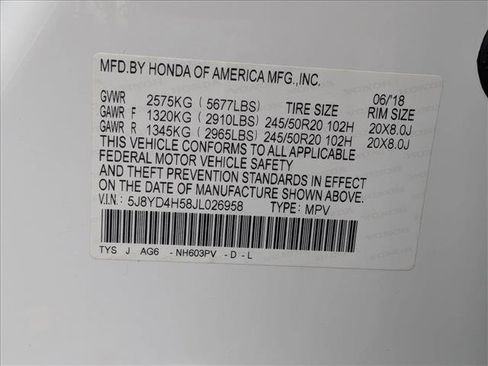 MFD.BY HONDA OF AMERICA MFG.,INC.
GVWR 2575KG ( 5677LBS) TIRE SIZE 06/'18 RIM SIZE
GAWR F 1320KG ( 2910LBS) 245/50R20 102H 20X8.0J
GAWR R 1345KG ( 2965LBS) 245/50R20 102H 20X8.0J
THIS VEHICLE CONFORMS TO ALL APPLICABLE
FEDERAL MOTOR VEHICLE SAFETY
AND THEFT PREVENTION STANDARDS IN EFFECT
ON THE DATE OF MANUFACTURE SHOWN ABOVE.
V.I.N: 5J8YD4H58JL026958 TYPE: MPV
TYS J AG6 - NH603PV - D - L